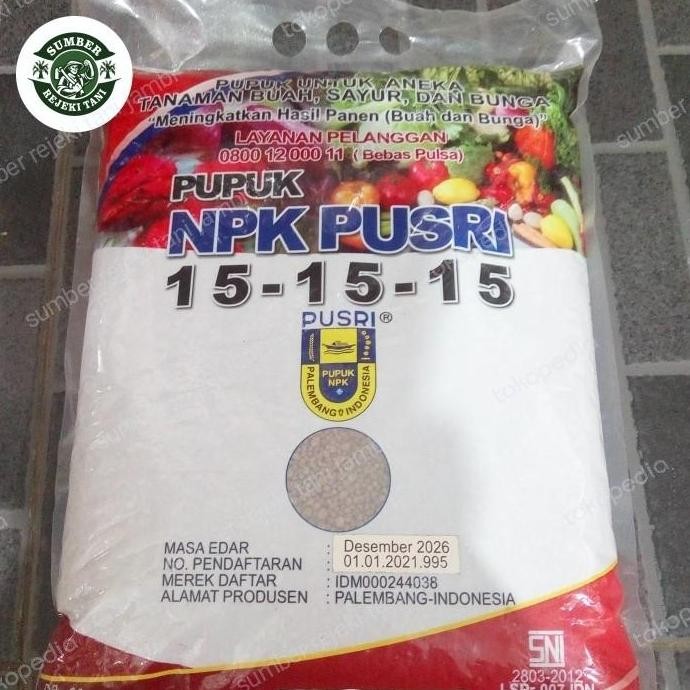 SUMBER
REJEKI TANI
PUPUK UNTUK ANEKA
TANAMAN BUAH, SAYUR, DAN BUNGA
"Meningkatkan Hasil Panen (Buah dan Bunga)"
LAYANAN PELANGGAN
0800 12 000 11 (Bebas Pulsa)
PUPUK
NPK PUSRI
15-15-15
PUSRI ®
PUPUK
NPK
PALEMBANG INDONESIA
MASA EDAR : Desember 2026
NO. PENDAFTARAN : 01.01.2021.995
MEREK DAFTAR : IDM000244038
ALAMAT PRODUSEN : PALEMBANG-INDONESIA
SNI
2803-2012
tokopedia